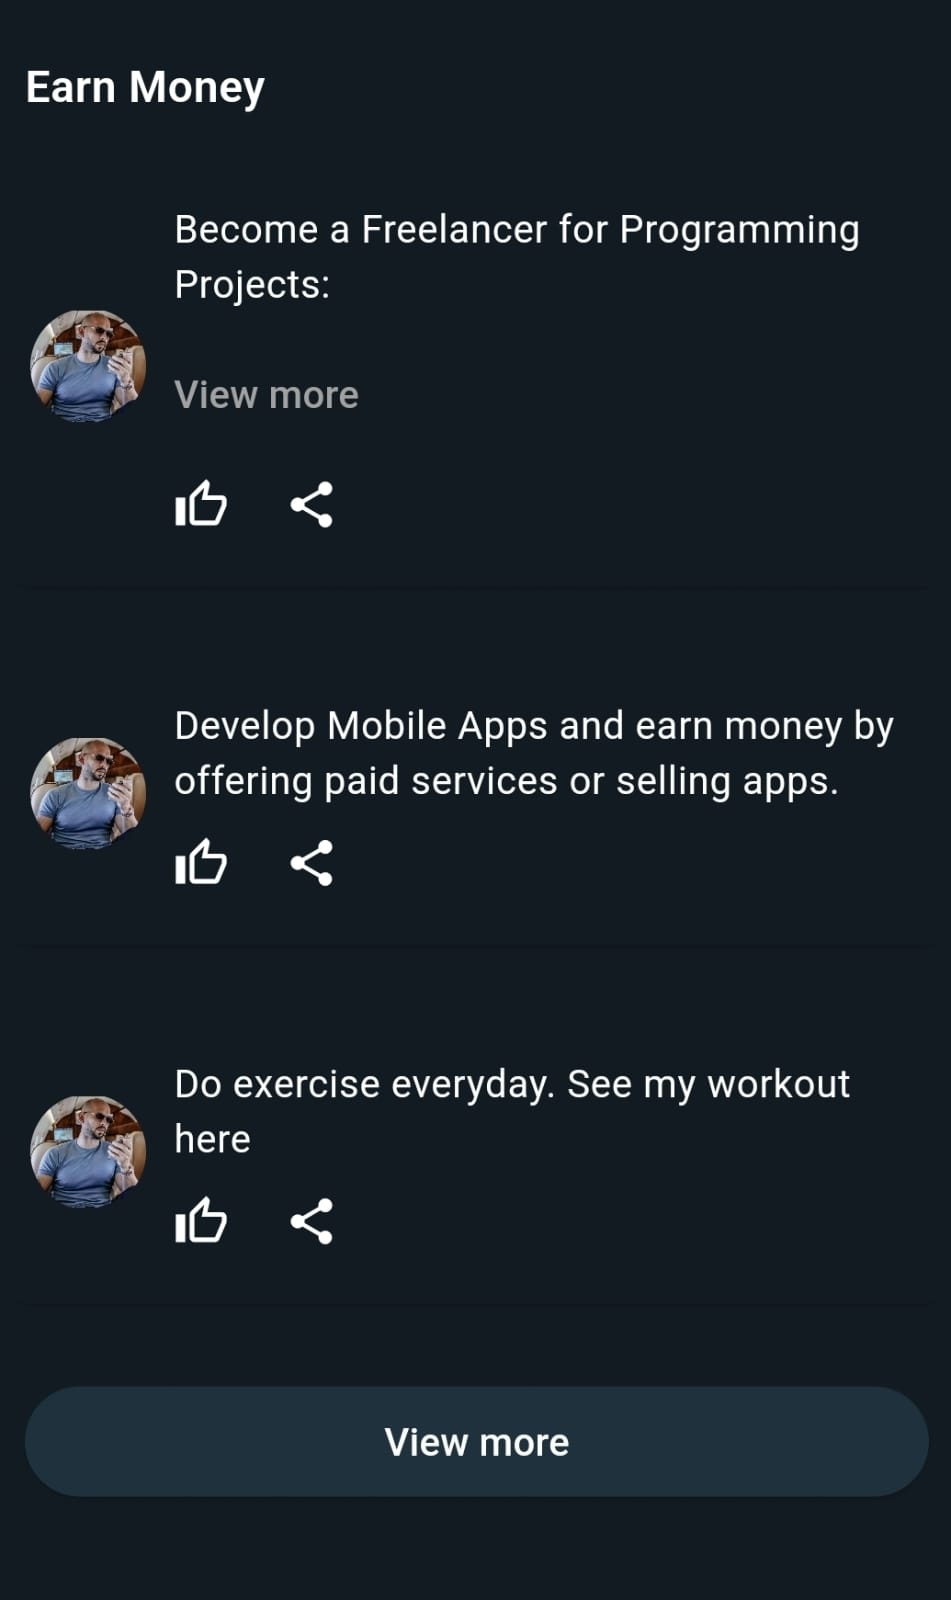 Earn Money
Become a Freelancer for Programming
Projects:
View more
Develop Mobile Apps and earn money by
offering paid services or selling apps.
Do exercise everyday. See my workout
here
View more